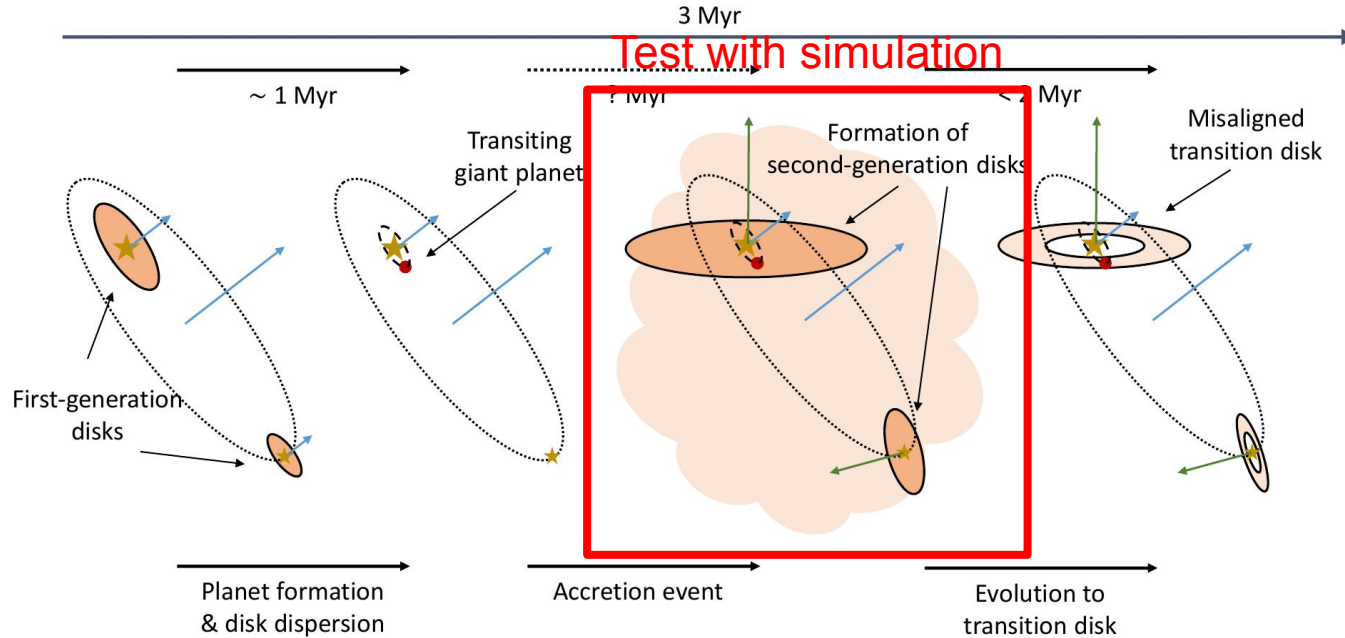 3 Myr
Test with simulation
~ 1 Myr
? Myr
< 2 Myr
Transiting
giant planet
Formation of
second-generation disks
Misaligned
transition disk
First-generation
disks
Planet formation
& disk dispersion
Accretion event
Evolution to
transition disk